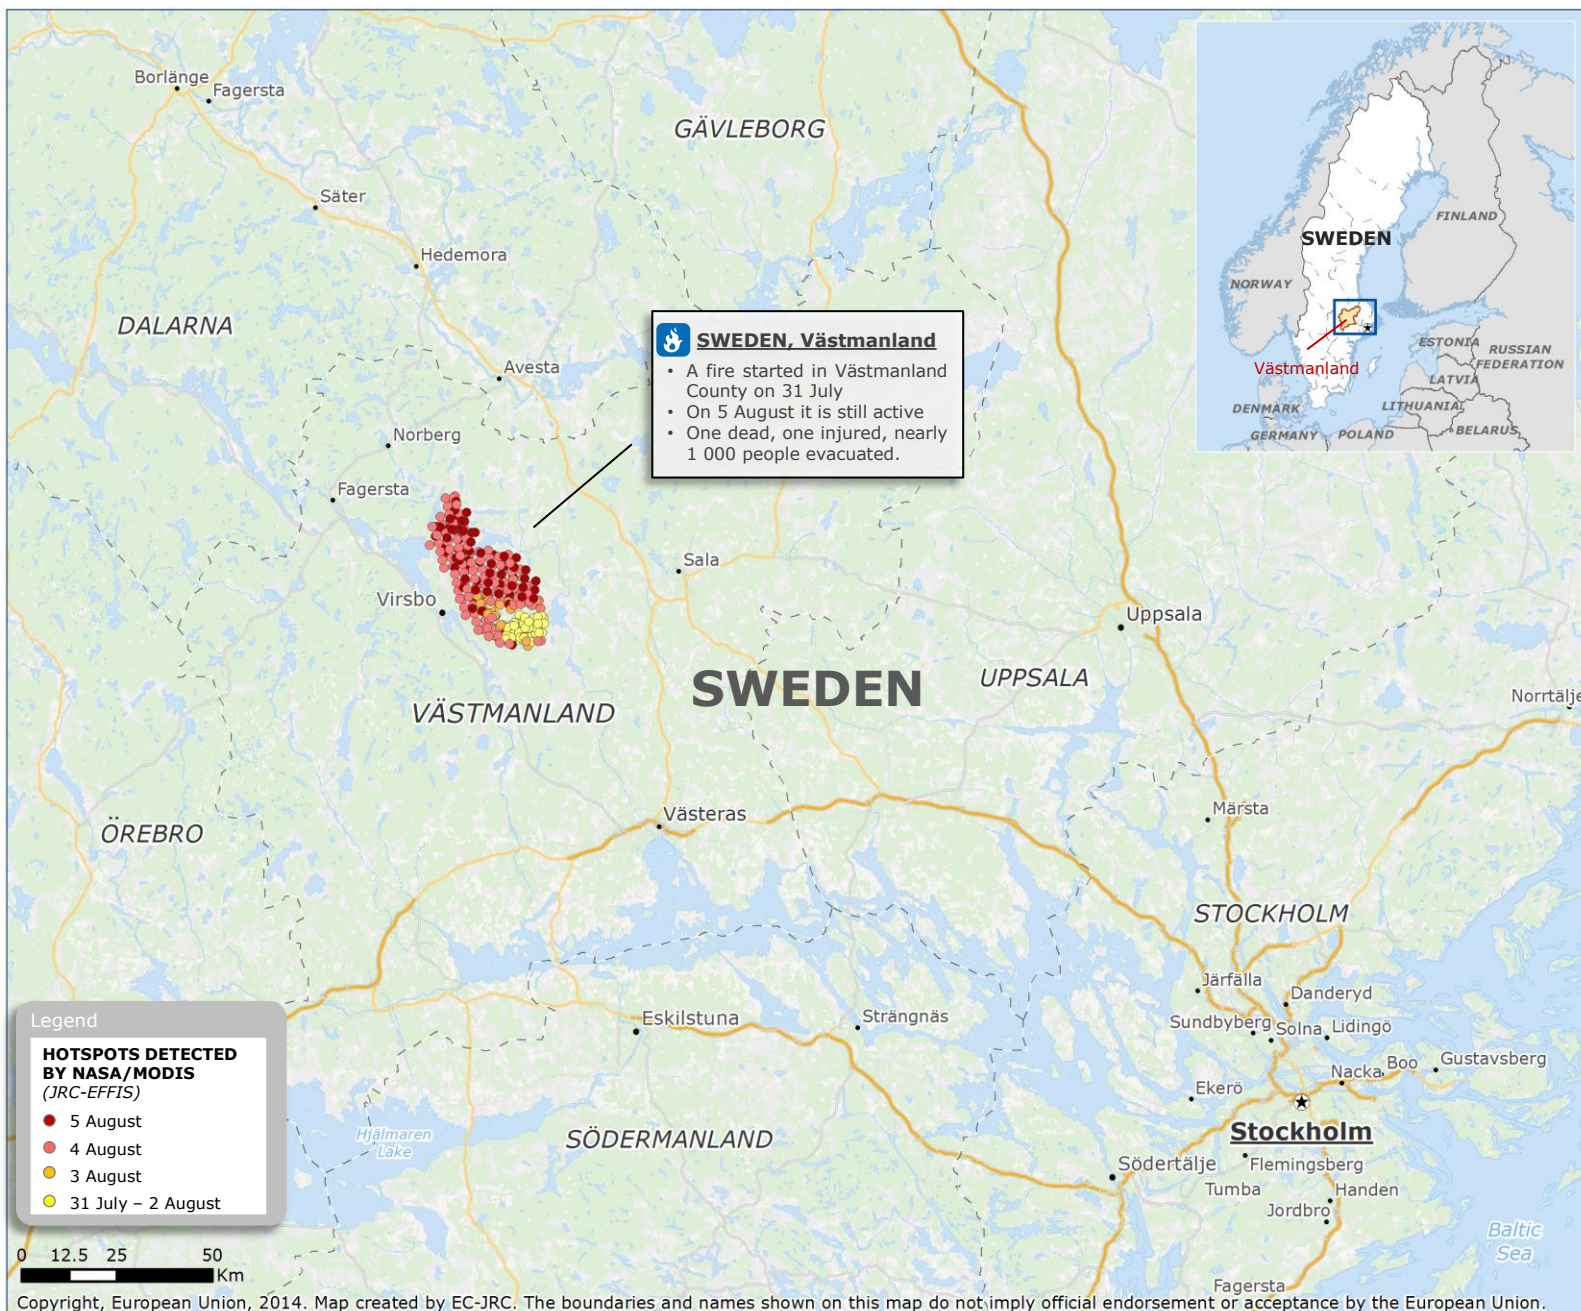 Borlänge
Fagersta
GÄVLEBORG
Säter
Hedemora
DALARNA
Avesta
Norberg
Fagersta
Virsbo
Sala
SWEDEN, Västmanland
• A fire started in Västmanland
County on 31 July
• On 5 August it is still active
• One dead, one injured, nearly
1 000 people evacuated.
SWEDEN
FINLAND
NORWAY
ESTONIA
RUSSIAN
FEDERATION
Västmanland
LATVIA
DENMARK
LITHUANIA
GERMANY
POLAND
BELARUS
Uppsala
SWEDEN
UPPSALA
Norrtälje
VÄSTMANLAND
Västeras
Märsta
ÖREBRO
STOCKHOLM
Järfälla
Danderyd
Eskilstuna
Strängnäs
Sundbyberg
Solna
Lidingö
Nacka
Boo
Gustavsberg
Ekerö
Stockholm
Hjälmaren
Lake
SÖDERMANLAND
Södertälje
Flemingsberg
Tumba
Handen
Jordbro
Baltic
Sea
Fagersta
Legend
HOTSPOTS DETECTED
BY NASA/MODIS
(JRC-EFFIS)
5 August
4 August
3 August
31 July – 2 August
0 12.5 25 50
Km
Copyright, European Union, 2014. Map created by EC-JRC. The boundaries and names shown on this map do not imply official endorsement or acceptance by the European Union.